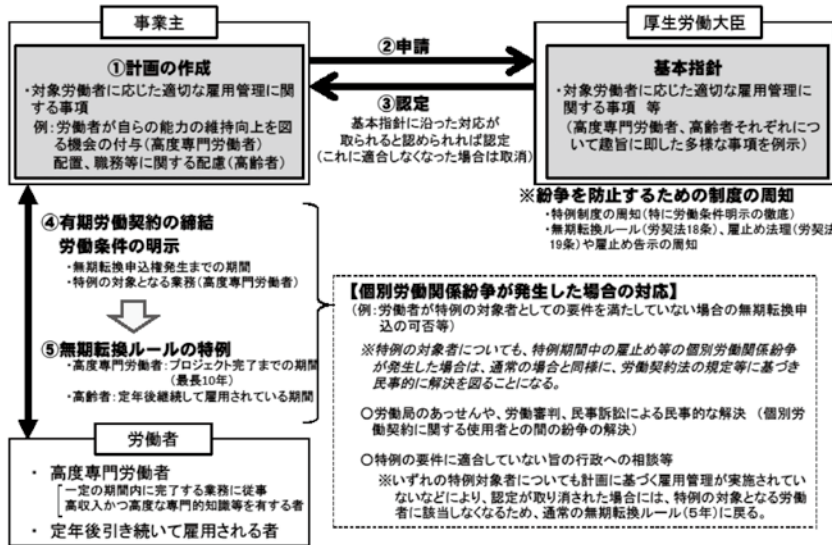 事業主
①計画の作成
・対象労働者に応じた適切な雇用管理に関
する事項
例：労働者が自らの能力の維持向上を図
る機会の付与（高度専門労働者）
配置、職務等に関する配慮（高齢者）
②申請
③認定
基本指針に沿った対応が
取られると認められれば認定
（これに適合しなくなった場合は取消）
厚生労働大臣
基本指針
・対象労働者に応じた適切な雇用管理に
関する事項 等
（高度専門労働者、高齢者それぞれにつ
いて趣旨に即した多様な事項を例示）
※紛争を防止するための制度の周知
・特例制度の周知（特に労働条件明示の徹底）
・無期転換ルール（労契法18条）、雇止め法理（労契法
19条）や雇止め告示の周知
④有期労働契約の締結
労働条件の明示
・無期転換申込権発生までの期間
・特例の対象となる業務（高度専門労働者）
⑤無期転換ルールの特例
・高度専門労働者：プロジェクト完了までの期間
（最長10年）
・高齢者：定年後継続して雇用されている期間
労働者
・ 高度専門労働者
一定の期間内に完了する業務に従事
高収入かつ高度な専門的知識等を有する者
・ 定年後引き続いて雇用される者
【個別労働関係紛争が発生した場合の対応】
（例：労働者が特例の対象者としての要件を満たしていない場合の無期転換申
込の可否等）
※特例の対象者についても、特例期間中の雇止め等の個別労働関係紛争
が発生した場合は、通常の場合と同様に、労働契約法の規定等に基づき
民事的に解決を図ることになる。
○労働局のあっせんや、労働審判、民事訴訟による民事的な解決 （個別労
働契約に関する使用者との間の紛争の解決）
○特例の要件に適合していない旨の行政への相談等
※いずれの特例対象者についても計画に基づく雇用管理が実施されて
いないなどにより、認定が取り消された場合には、特例の対象となる労働
者に該当しなくなるため、通常の無期転換ルール（5年）に戻る。